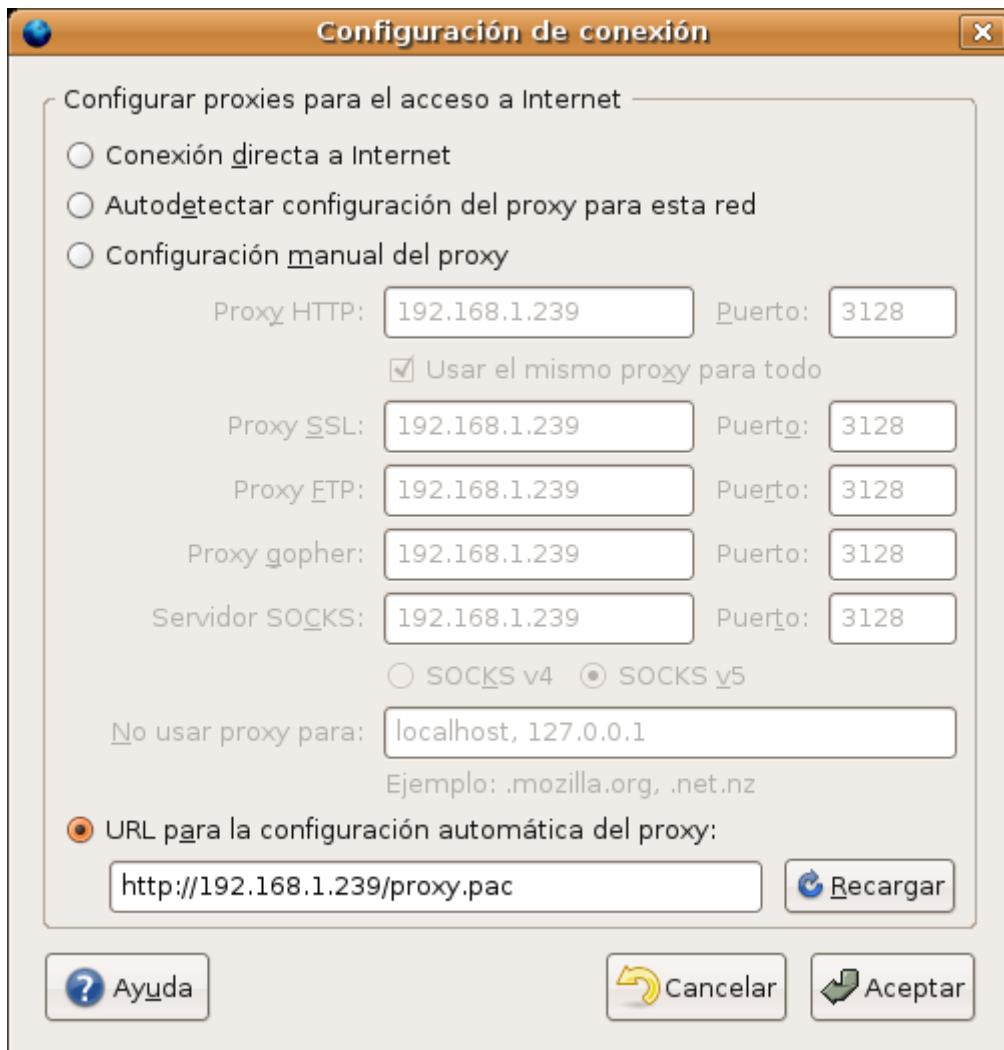 Configuración de conexión
Configurar proxies para el acceso a Internet
Conexión directa a Internet
Autodetectar configuración del proxy para esta red
Configuración manual del proxy
Proxy HTTP: 192.168.1.239 Puerto: 3128
Usar el mismo proxy para todo
Proxy SSL: 192.168.1.239 Puerto: 3128
Proxy FTP: 192.168.1.239 Puerto: 3128
Proxy gopher: 192.168.1.239 Puerto: 3128
Servidor SOCKS: 192.168.1.239 Puerto: 3128
SOCKS v4 SOCKS v5
No usar proxy para: localhost, 127.0.0.1
Ejemplo: .mozilla.org, .net.nz
URL para la configuración automática del proxy:
http://192.168.1.239/proxy.pac Recargar
Ayuda Cancelar Aceptar